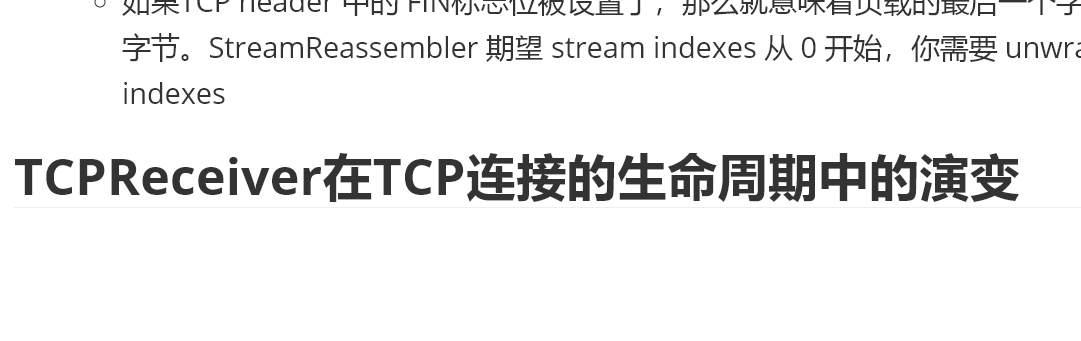 如果TCP header 中的 FIN标志位被设置了，那么就意味着负载的最后一个字
字节。StreamReassembler 期望 stream indexes 从 0 开始，你需要 unwra
indexes
TCPReceiver在TCP连接的生命周期中的演变